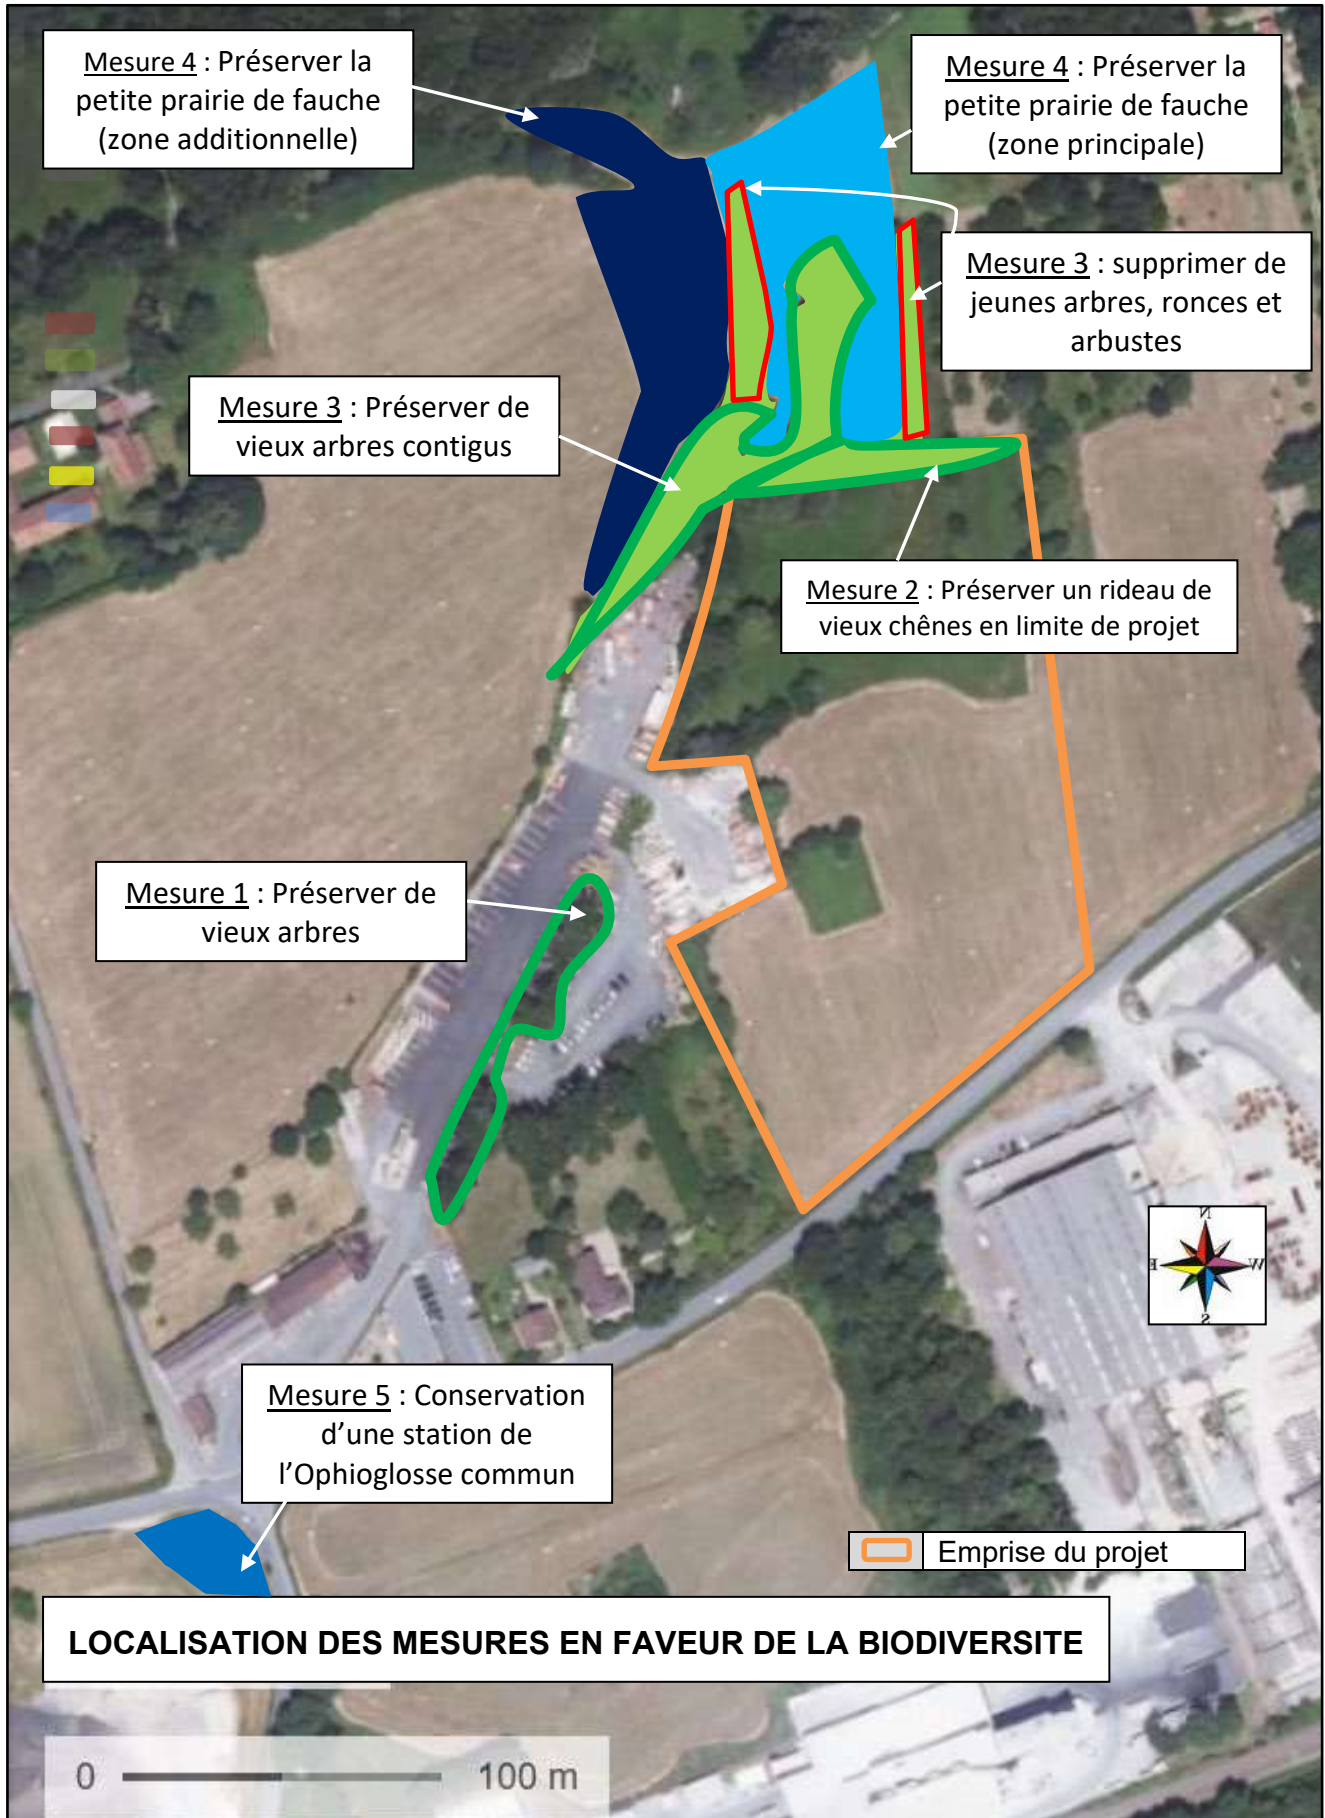 Mesure 4 : Préserver la
petite prairie de fauche
(zone additionnelle)
Mesure 4 : Préserver la
petite prairie de fauche
(zone principale)
Mesure 3 : supprimer de
jeunes arbres, ronces et
arbustes
Mesure 3 : Préserver de
vieux arbres contigus
Mesure 2 : Préserver un rideau de
vieux chênes en limite de projet
Mesure 1 : Préserver de
vieux arbres
N
E
W
S
Mesure 5 : Conservation
d’une station de
l’Ophioglosse commun
Emprise du projet
LOCALISATION DES MESURES EN FAVEUR DE LA BIODIVERSITE
0 100 m